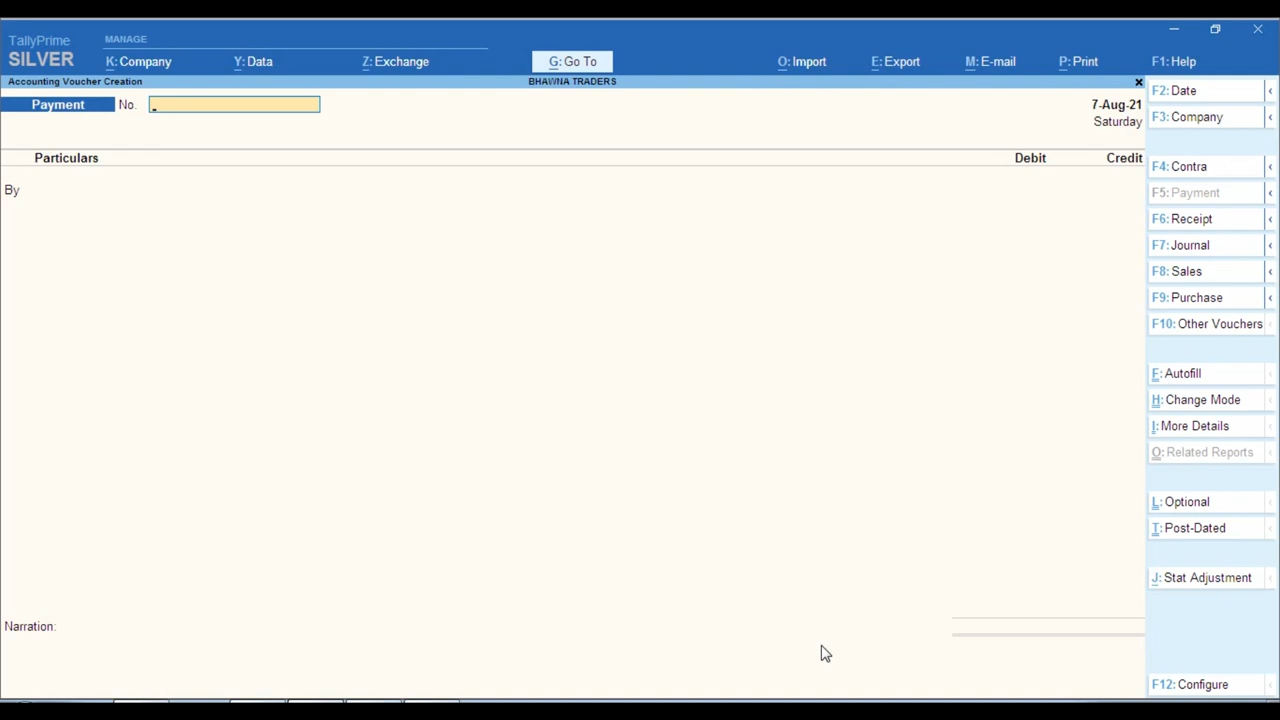 TallyPrime
SILVER
MANAGE
K: Company
Y: Data
Z: Exchange
G: Go To
O: Import
E: Export
M: E-mail
P: Print
F1: Help
Accounting Voucher Creation
BHAWNA TRADERS
Payment No.
7-Aug-21
Saturday
Particulars Debit Credit
By
Narration:
F2: Date
F3: Company
F4: Contra
F5: Payment
F6: Receipt
F7: Journal
F8: Sales
F9: Purchase
F10: Other Vouchers
F: Autofill
H: Change Mode
I: More Details
O: Related Reports
L: Optional
T: Post-Dated
J: Stat Adjustment
F12: Configure